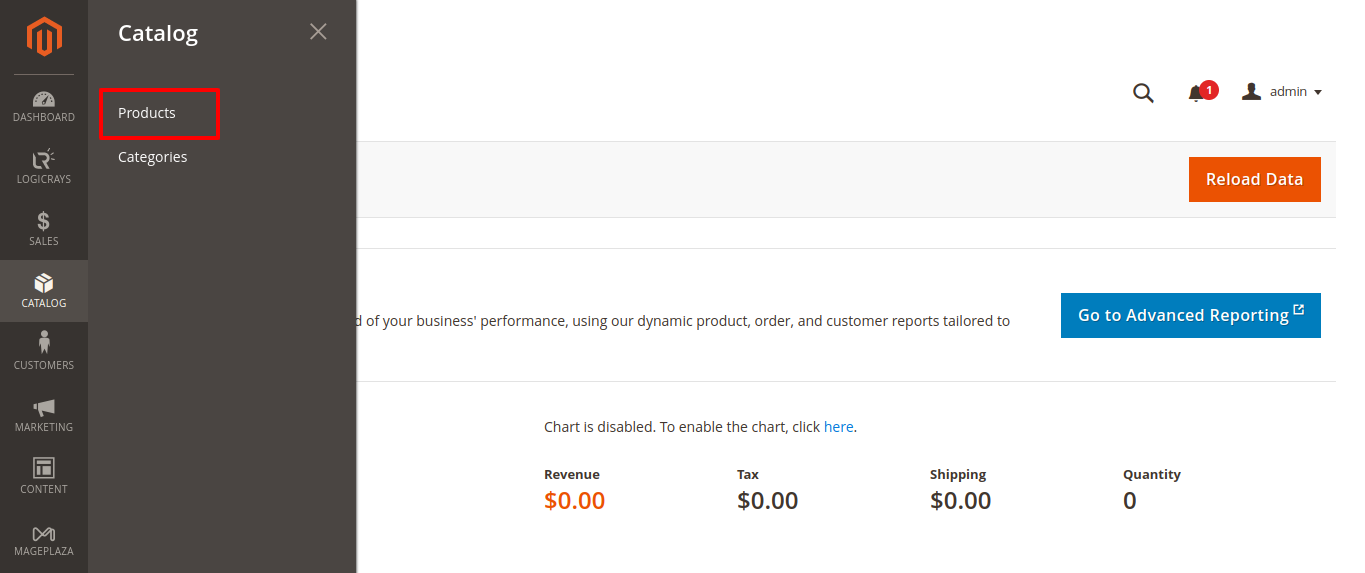 Catalog
Products
Categories
DASHBOARD
LOGICRAYS
SALES
CATALOG
CUSTOMERS
MARKETING
CONTENT
MAGEPLAZA
1
admin
Reload Data
d of your business' performance, using our dynamic product, order, and customer reports tailored to
Go to Advanced Reporting
Chart is disabled. To enable the chart, click here.
Revenue Tax Shipping Quantity
$0.00 $0.00 $0.00 0